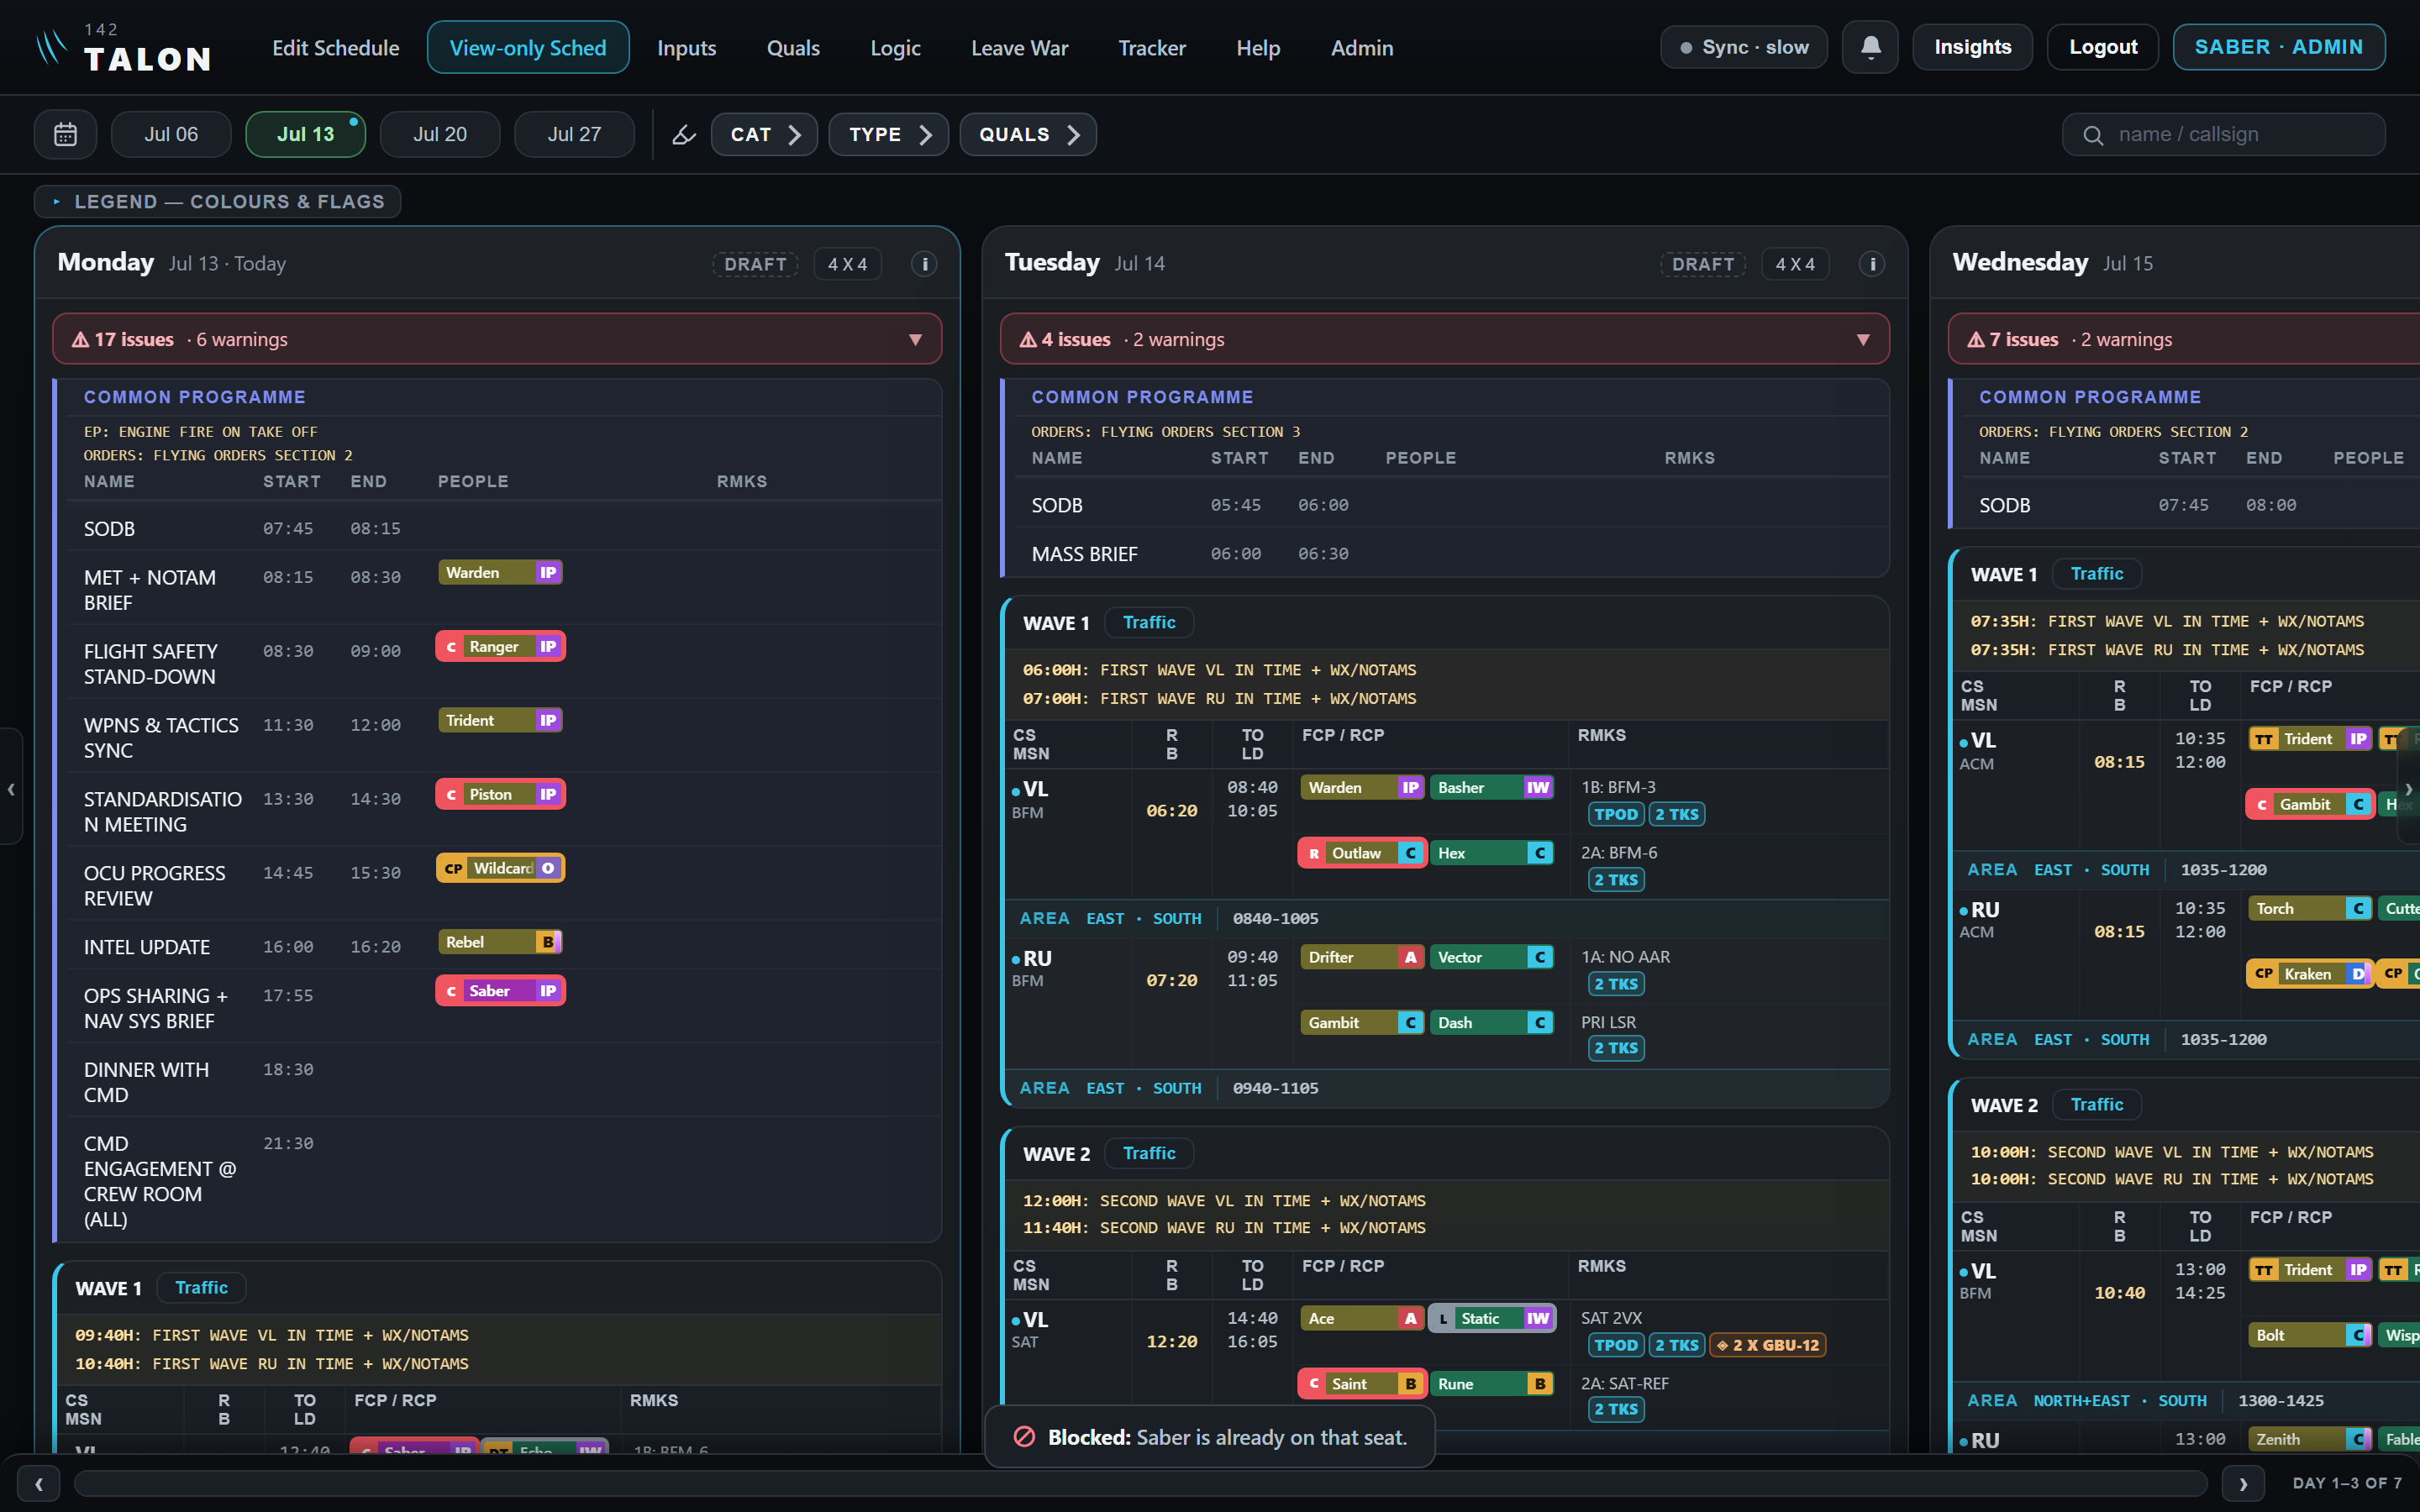 142
TALON
Edit Schedule
View-only Sched
Inputs
Quals
Logic
Leave War
Tracker
Help
Admin
Sync · slow
Insights
Logout
SABER · ADMIN
Jul 06
Jul 13
Jul 20
Jul 27
CAT
TYPE
QUALS
name / callsign
LEGEND — COLOURS & FLAGS
Monday Jul 13 · Today
DRAFT
4 X 4
i
17 issues · 6 warnings
COMMON PROGRAMME
EP: ENGINE FIRE ON TAKE OFF
ORDERS: FLYING ORDERS SECTION 2
NAME START END PEOPLE RMKS
SODB 07:45 08:15
MET + NOTAM 08:15 08:30 Warden IP
BRIEF
FLIGHT SAFETY 08:30 09:00 C Ranger IP
STAND-DOWN
WPNS & TACTICS 11:30 12:00 Trident IP
SYNC
STANDARDISATIO 13:30 14:30 C Piston IP
N MEETING
OCU PROGRESS 14:45 15:30 CP Wildcard O
REVIEW
INTEL UPDATE 16:00 16:20 Rebel B
OPS SHARING + 17:55 C Saber IP
NAV SYS BRIEF
DINNER WITH 18:30
CMD
CMD 21:30
ENGAGEMENT @
CREW ROOM
(ALL)
WAVE 1 Traffic
09:40H: FIRST WAVE VL IN TIME + WX/NOTAMS
10:40H: FIRST WAVE RU IN TIME + WX/NOTAMS
CS R TO FCP / RCP RMKS
MSN B LD
VL 12:40 C Saber IP Echo IW 1B: BFM-6
Tuesday Jul 14
DRAFT
4 X 4
i
4 issues · 2 warnings
COMMON PROGRAMME
ORDERS: FLYING ORDERS SECTION 3
NAME START END PEOPLE RMKS
SODB 05:45 06:00
MASS BRIEF 06:00 06:30
WAVE 1 Traffic
06:00H: FIRST WAVE VL IN TIME + WX/NOTAMS
07:00H: FIRST WAVE RU IN TIME + WX/NOTAMS
CS R TO FCP / RCP RMKS
MSN B LD
VL 08:40 Warden IP Basher IW 1B: BFM-3
BFM 06:20 10:05 TPOD 2 TKS
R Outlaw C Hex C 2A: BFM-6
2 TKS
AREA EAST · SOUTH 0840-1005
RU 09:40 Drifter A Vector C 1A: NO AAR
BFM 07:20 11:05 2 TKS
Gambit C Dash C PRI LSR
2 TKS
AREA EAST · SOUTH 0940-1105
WAVE 2 Traffic
12:00H: SECOND WAVE VL IN TIME + WX/NOTAMS
11:40H: SECOND WAVE RU IN TIME + WX/NOTAMS
CS R TO FCP / RCP RMKS
MSN B LD
VL 14:40 Ace A L Static IW SAT 2VX
SAT 12:20 16:05 TPOD 2 TKS 2 X GBU-12
C Saint B Rune B 2A: SAT-REF
2 TKS
Wednesday Jul 15
7 issues · 2 warnings
COMMON PROGRAMME
ORDERS: FLYING ORDERS SECTION 2
NAME START END PEOPLE
SODB 07:45 08:00
WAVE 1 Traffic
07:35H: FIRST WAVE VL IN TIME + WX/NOTAMS
07:35H: FIRST WAVE RU IN TIME + WX/NOTAMS
CS R TO FCP / RCP
MSN B LD
VL 10:35 TT Trident IP TT
ACM 08:15 12:00
C Gambit C Hex
AREA EAST · SOUTH 1035-1200
RU 10:35 Torch C Cutte
ACM 08:15 12:00
CP Kraken D CP
AREA EAST · SOUTH 1035-1200
WAVE 2 Traffic
10:00H: SECOND WAVE VL IN TIME + WX/NOTAMS
10:00H: SECOND WAVE RU IN TIME + WX/NOTAMS
CS R TO FCP / RCP
MSN B LD
VL 13:00 TT Trident IP TT
BFM 10:40 14:25
Bolt C Wisp
AREA NORTH+EAST · SOUTH 1300-1425
RU 13:00 Zenith C Fable
Blocked: Saber is already on that seat.
DAY 1–3 OF 7